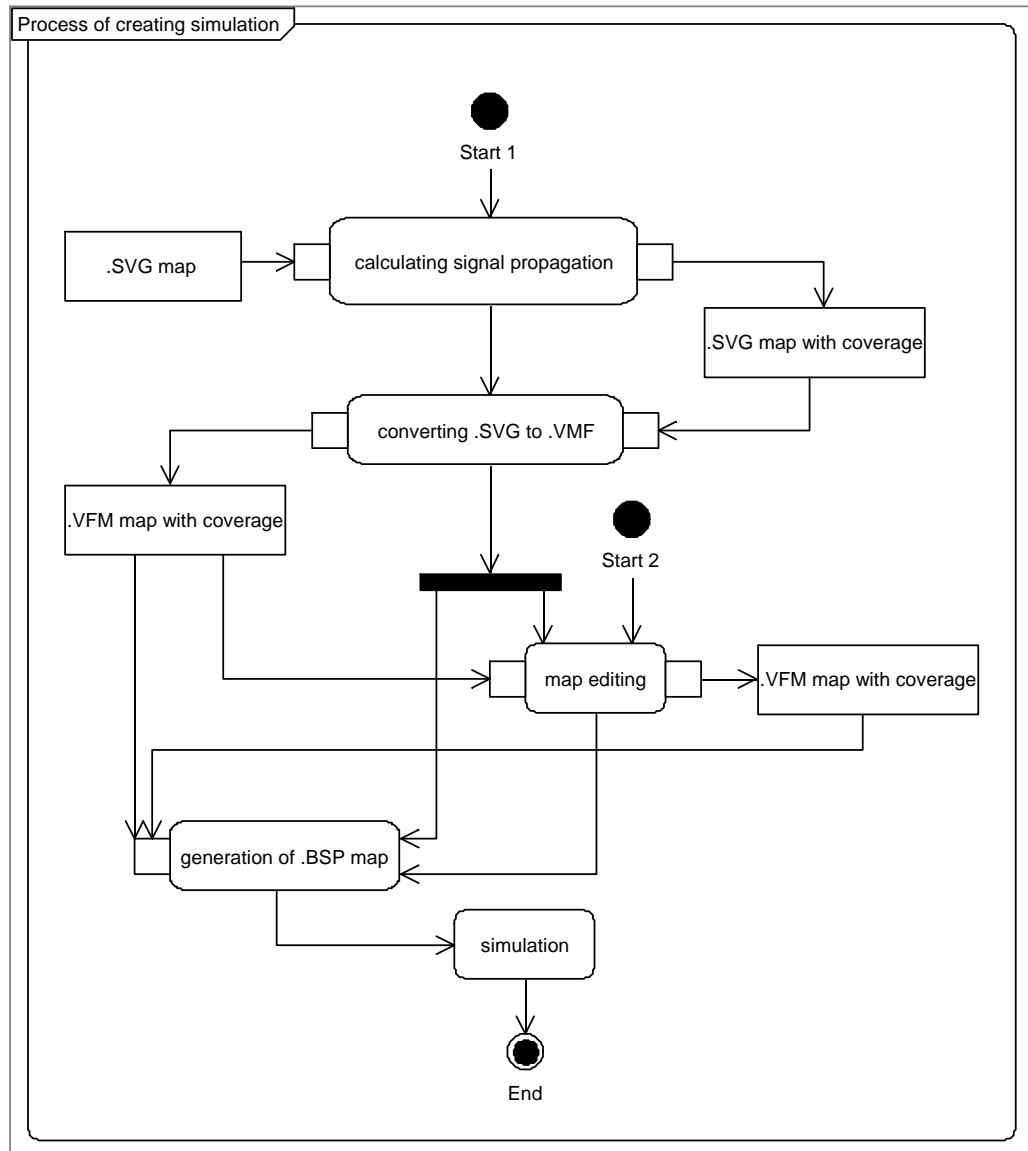 Process of creating simulation
Start 1
.SVG map
calculating signal propagation
.SVG map with coverage
converting .SVG to .VMF
.VFM map with coverage
Start 2
map editing
.VFM map with coverage
generation of .BSP map
simulation
End